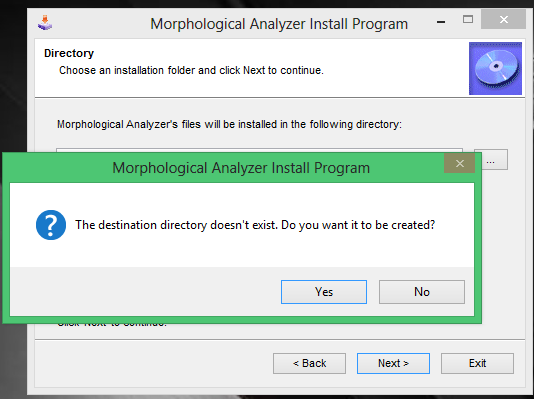 Morphological Analyzer Install Program
Directory
Choose an installation folder and click Next to continue.
Morphological Analyzer's files will be installed in the following directory:
...
Morphological Analyzer Install Program
The destination directory doesn't exist. Do you want it to be created?
Yes
No
Click 'Next' to continue.
< Back
Next >
Exit